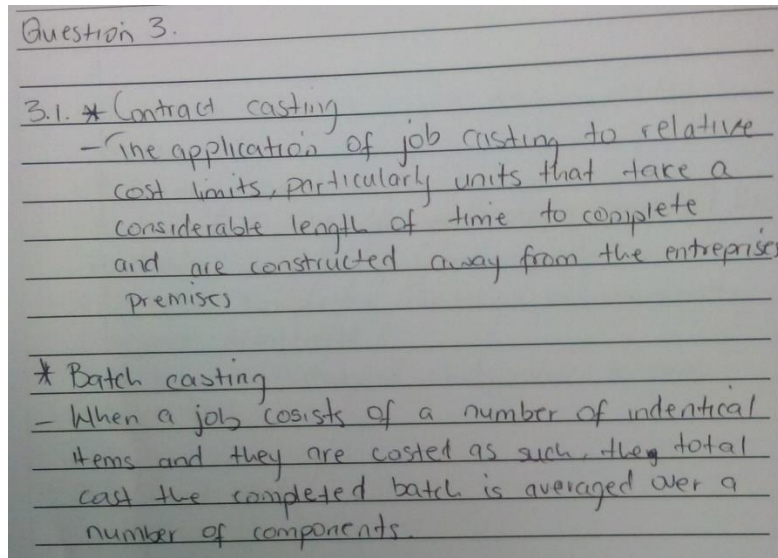 Question 3.
3.1. * Contract casting
- The application of job casting to relative
cost limits, particularly units that take a
considerable length of time to complete
and are constructed away from the entreprises
premises
* Batch casting
- When a job cosists of a number of indentical
items and they are costed as such, they total
cast the completed batch is averaged over a
number of components.